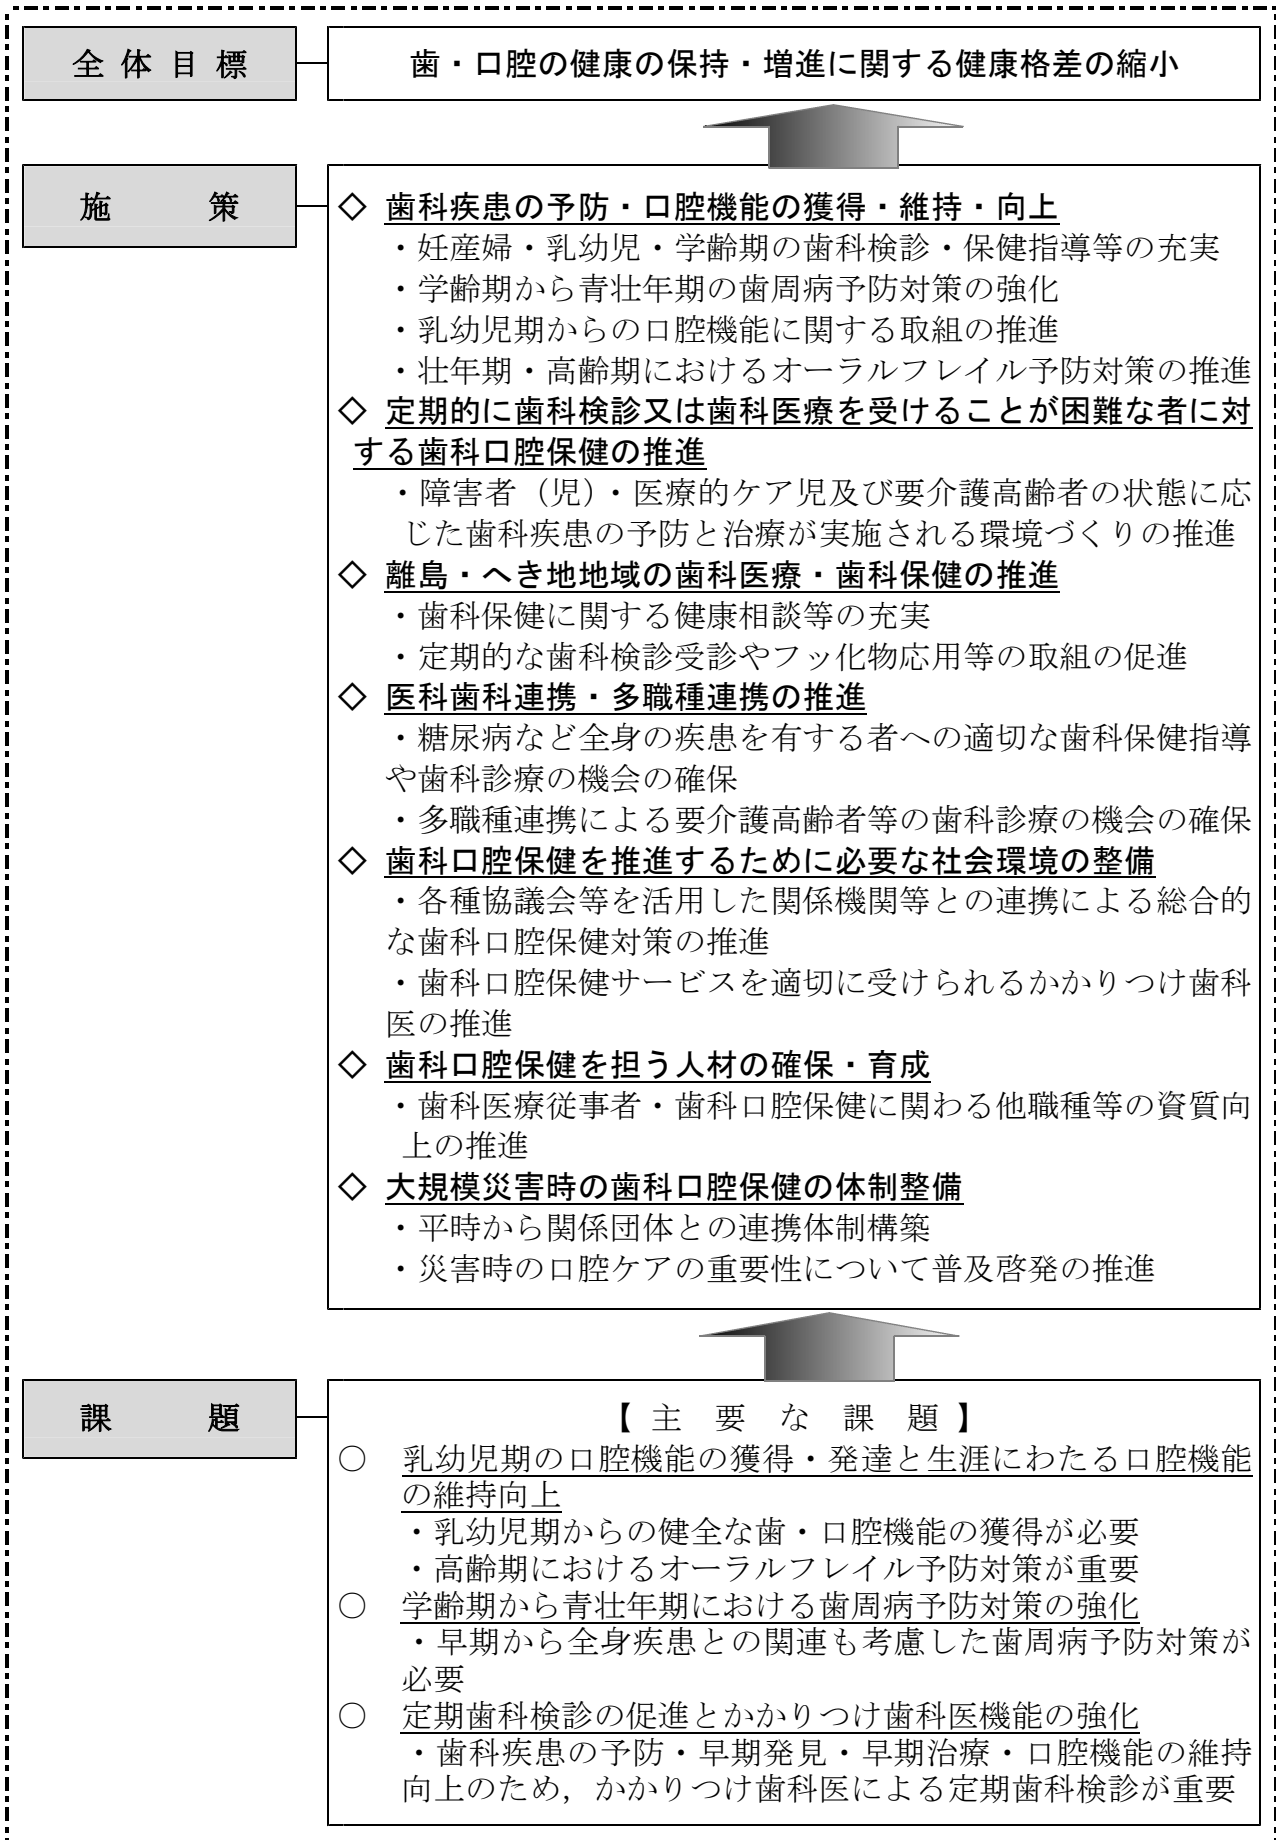 全体目標
歯・口腔の健康の保持・増進に関する健康格差の縮小
施　　策
◇ 歯科疾患の予防・口腔機能の獲得・維持・向上
・妊産婦・乳幼児・学齢期の歯科検診・保健指導等の充実
・学齢期から青壮年期の歯周病予防対策の強化
・乳幼児期からの口腔機能に関する取組の推進
・壮年期・高齢期におけるオーラルフレイル予防対策の推進
◇ 定期的に歯科検診又は歯科医療を受けることが困難な者に対
する歯科口腔保健の推進
・障害者（児）・医療的ケア児及び要介護高齢者の状態に応
じた歯科疾患の予防と治療が実施される環境づくりの推進
◇ 離島・へき地地域の歯科医療・歯科保健の推進
・歯科保健に関する健康相談等の充実
・定期的な歯科検診受診やフッ化物応用等の取組の促進
◇ 医科歯科連携・多職種連携の推進
・糖尿病など全身の疾患を有する者への適切な歯科保健指導
や歯科診療の機会の確保
・多職種連携による要介護高齢者等の歯科診療の機会の確保
◇ 歯科口腔保健を推進するために必要な社会環境の整備
・各種協議会等を活用した関係機関等との連携による総合的
な歯科口腔保健対策の推進
・歯科口腔保健サービスを適切に受けられるかかりつけ歯科
医の推進
◇ 歯科口腔保健を担う人材の確保・育成
・歯科医療従事者・歯科口腔保健に関わる他職種等の資質向
上の推進
◇ 大規模災害時の歯科口腔保健の体制整備
・平時から関係団体との連携体制構築
・災害時の口腔ケアの重要性について普及啓発の推進
課　　題
【主要な課題】
○ 乳幼児期の口腔機能の獲得・発達と生涯にわたる口腔機能
の維持向上
・乳幼児期からの健全な歯・口腔機能の獲得が必要
・高齢期におけるオーラルフレイル予防対策が重要
○ 学齢期から青壮年期における歯周病予防対策の強化
・早期から全身疾患との関連も考慮した歯周病予防対策が
必要
○ 定期歯科検診の促進とかかりつけ歯科医機能の強化
・歯科疾患の予防・早期発見・早期治療・口腔機能の維持
向上のため，かかりつけ歯科医による定期歯科検診が重要